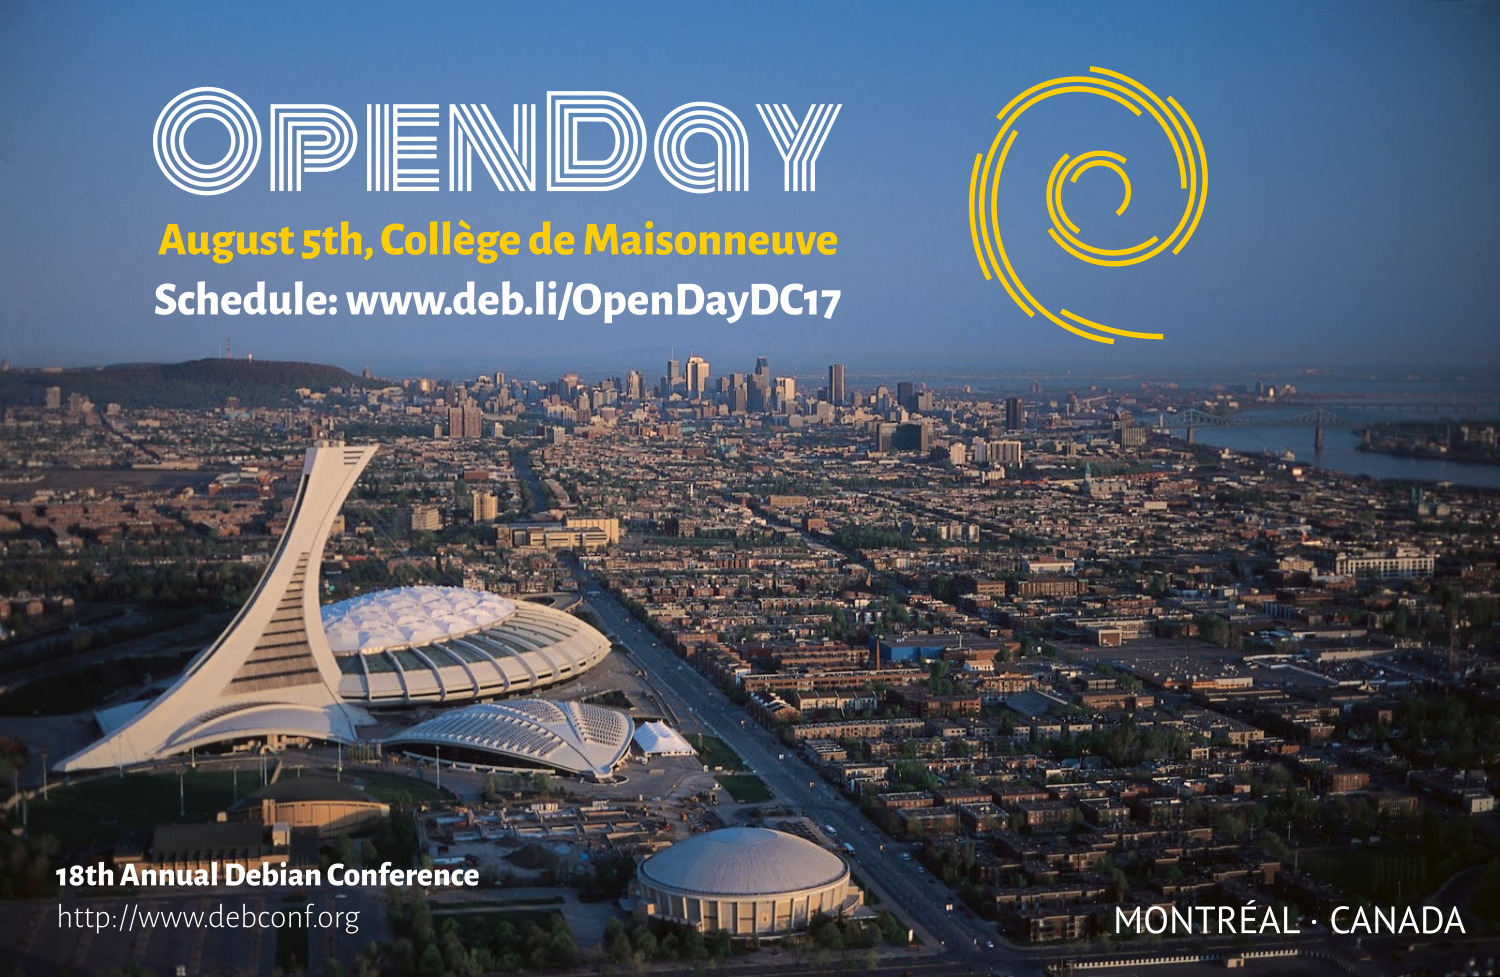 OpenDay
August 5th, Collège de Maisonneuve
Schedule: www.deb.li/OpenDayDC17
18th Annual Debian Conference
http://www.debconf.org
MONTRÉAL · CANADA